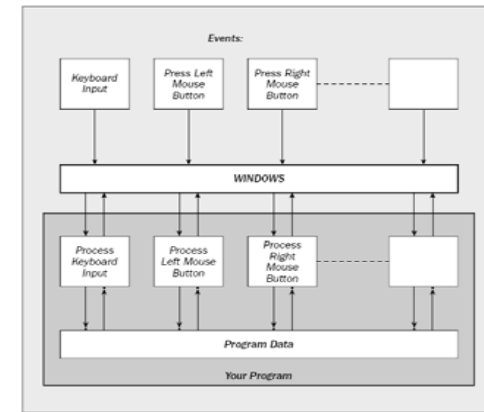 Events:
Keyboard
Input
Press Left
Mouse
Button
Press Right
Mouse
Button
WINDOWS
Process
Keyboard
Input
Process
Left Mouse
Button
Process
Right
Mouse
Button
Program Data
Your Program